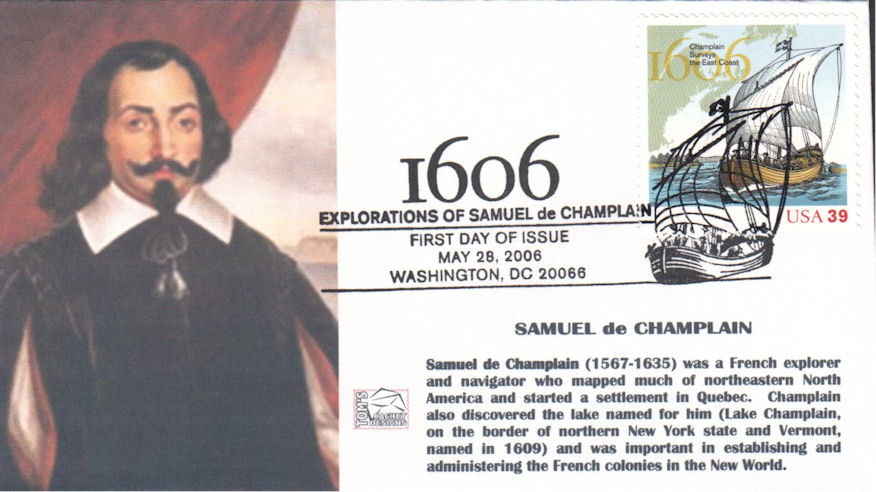 1606
Champlain
Surveys
the East Coast
USA 39
1606
EXPLORATIONS OF SAMUEL de CHAMPLAIN
FIRST DAY OF ISSUE
MAY 28, 2006
WASHINGTON, DC 20066
SAMUEL de CHAMPLAIN
Samuel de Champlain (1567-1635) was a French explorer
and navigator who mapped much of northeastern North
America and started a settlement in Quebec. Champlain
also discovered the lake named for him (Lake Champlain,
on the border of northern New York state and Vermont,
named in 1609) and was important in establishing and
administering the French colonies in the New World.
TOM'S
CACHET
DESIGNS